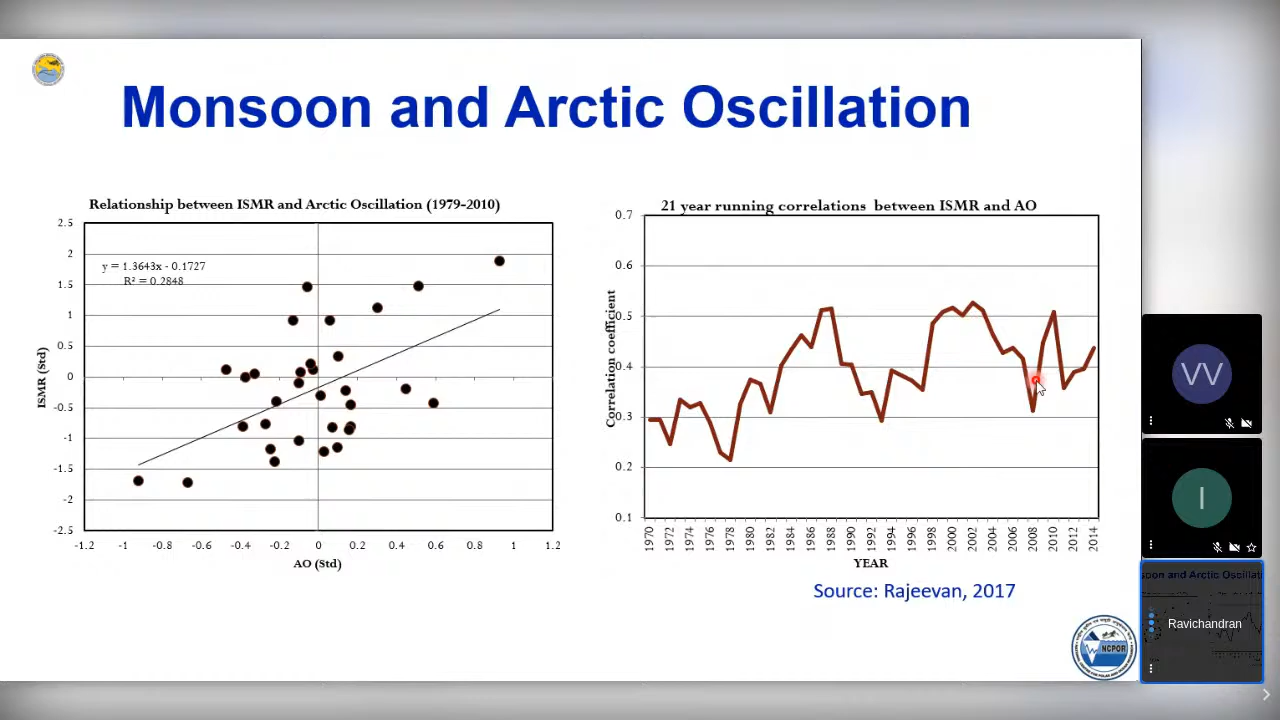 Monsoon and Arctic Oscillation
Relationship between ISMR and Arctic Oscillation (1979-2010)
2.5
2
1.5
1
0.5
0
-0.5
-1
-1.5
-2
-2.5
ISMR (Std)
y = 1.3643x - 0.1727
R² = 0.2848
-1.2 -1 -0.8 -0.6 -0.4 -0.2 0 0.2 0.4 0.6 0.8 1 1.2
AO (Std)
21 year running correlations between ISMR and AO
0.7
0.6
0.5
0.4
0.3
0.2
0.1
Correlation coefficient
1970 1972 1974 1976 1978 1980 1982 1984 1986 1988 1990 1992 1994 1996 1998 2000 2002 2004 2006 2008 2010 2012 2014
YEAR
Source: Rajeevan, 2017
NCPOR
VV
I
Ravichandran